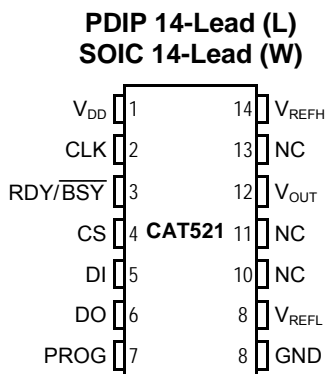 PDIP 14-Lead (L)
SOIC 14-Lead (W)
VDD 1 14 VREFH
CLK 2 13 NC
RDY/BSY 3 12 VOUT
CS 4 CAT521 11 NC
DI 5 10 NC
DO 6 8 VREFL
PROG 7 8 GND